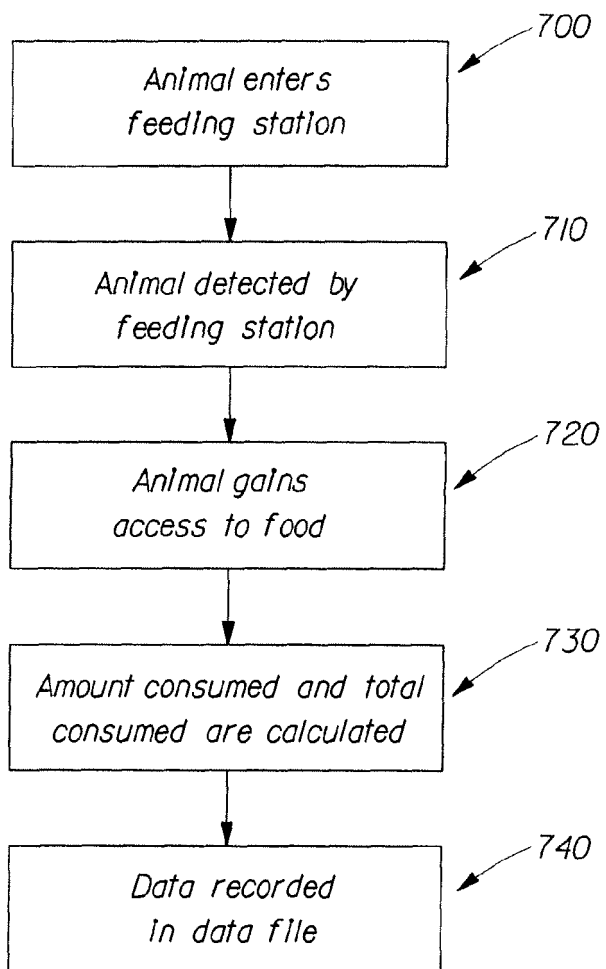 700
Animal enters
feeding station
710
Animal detected by
feeding station
720
Animal gains
access to food
730
Amount consumed and total
consumed are calculated
740
Data recorded
in data file